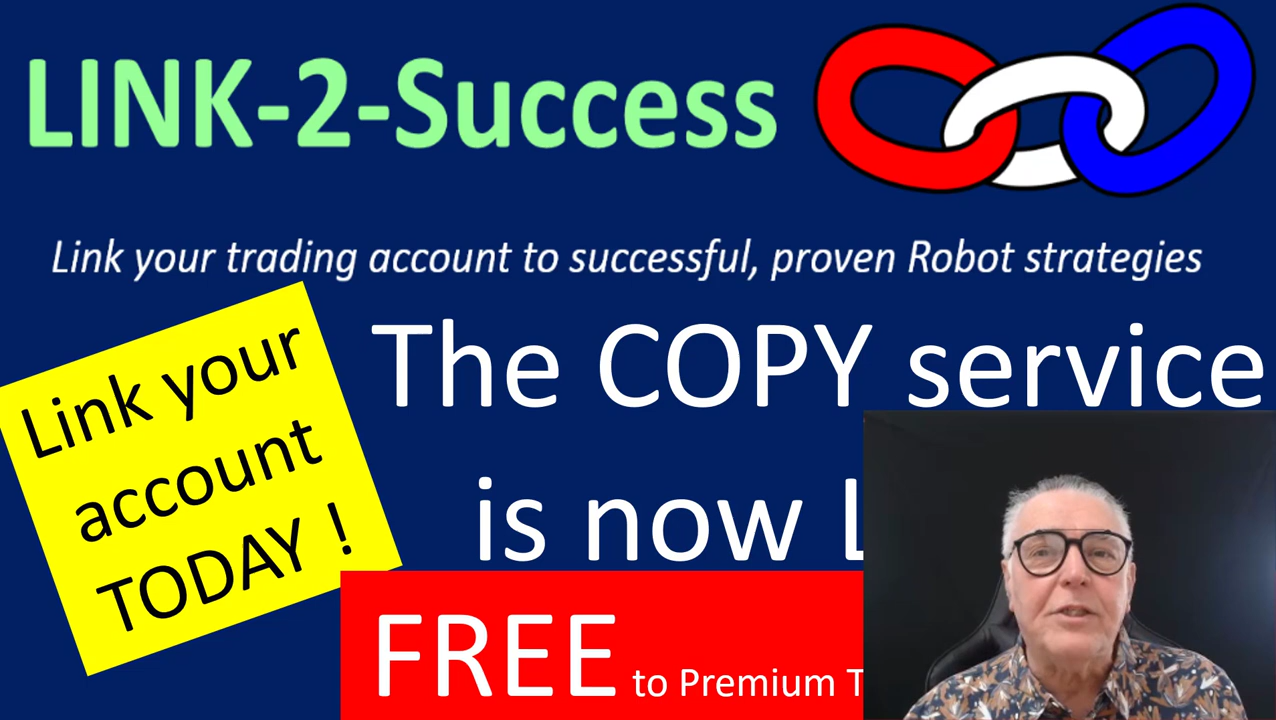 LINK-2-Success
Link your trading account to successful, proven Robot strategies
The COPY service
is now
Link your
account
TODAY !
FREE to Premium